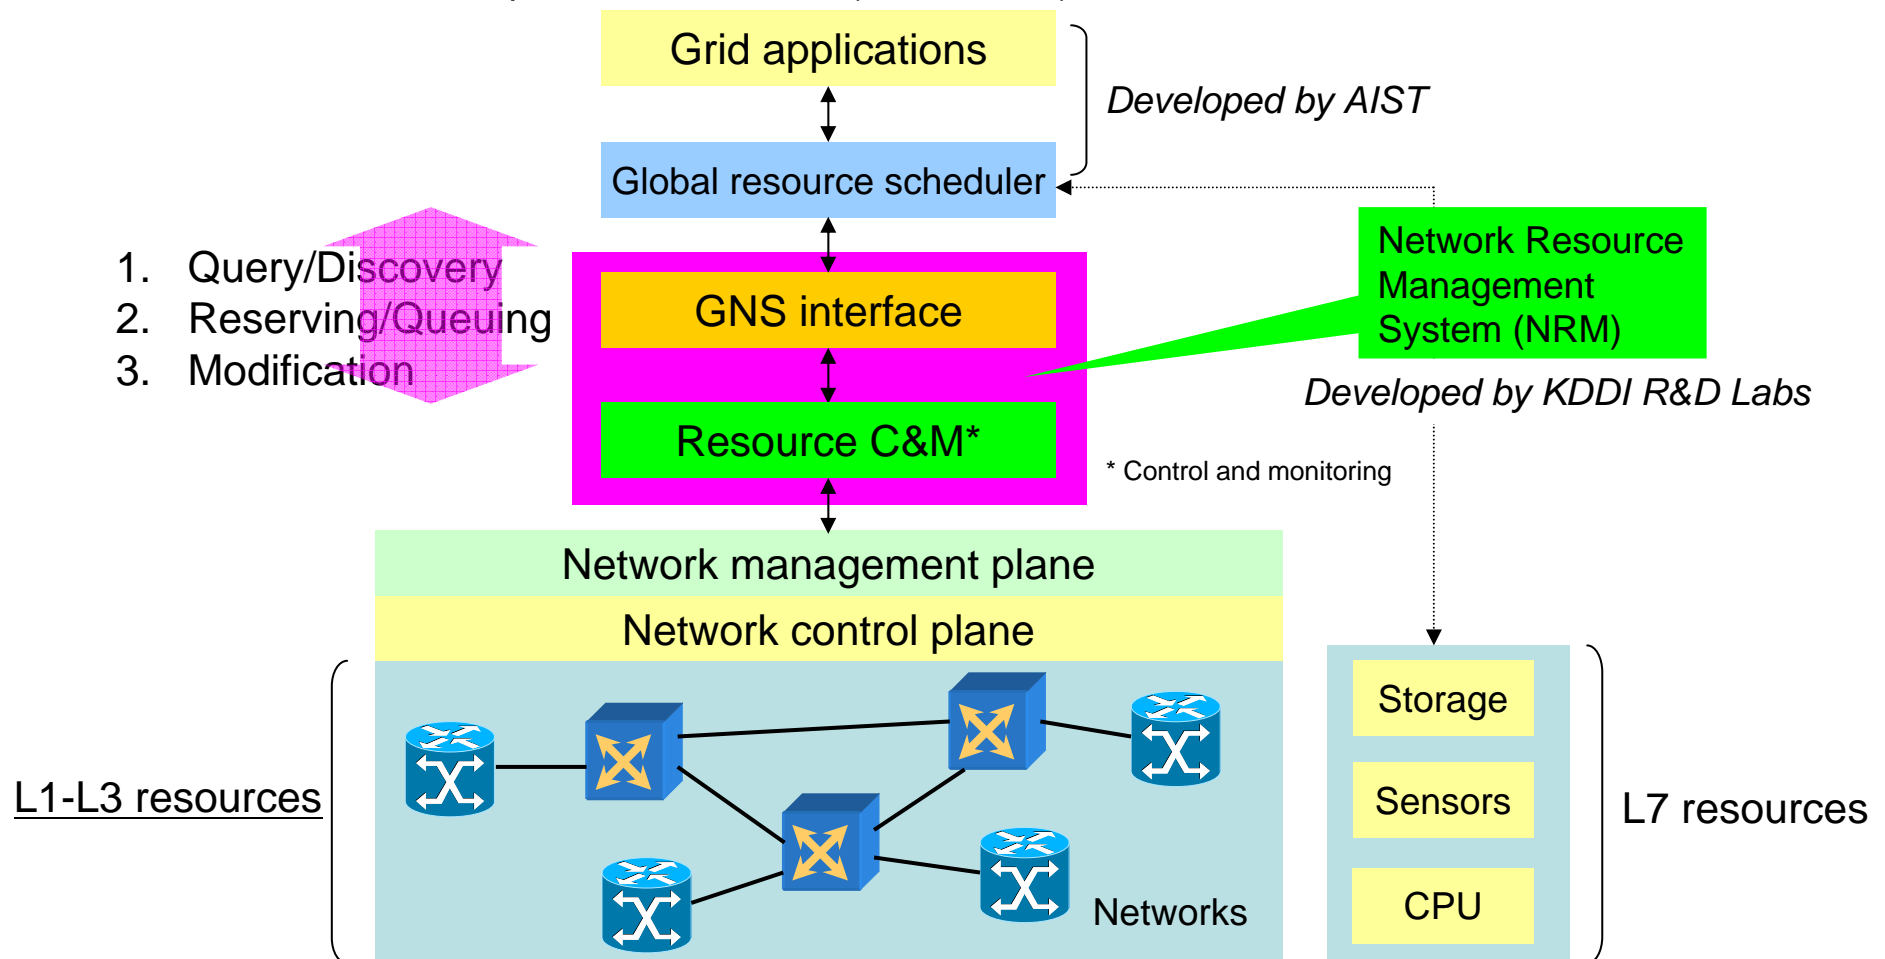 Grid applications
Developed by AIST
Global resource scheduler
1. Query/Discovery
2. Reserving/Queuing
3. Modification
GNS interface
Network Resource
Management
System (NRM)
Developed by KDDI R&D Labs
Resource C&M*
* Control and monitoring
Network management plane
Network control plane
L1-L3 resources
Networks
Storage
Sensors
CPU
L7 resources